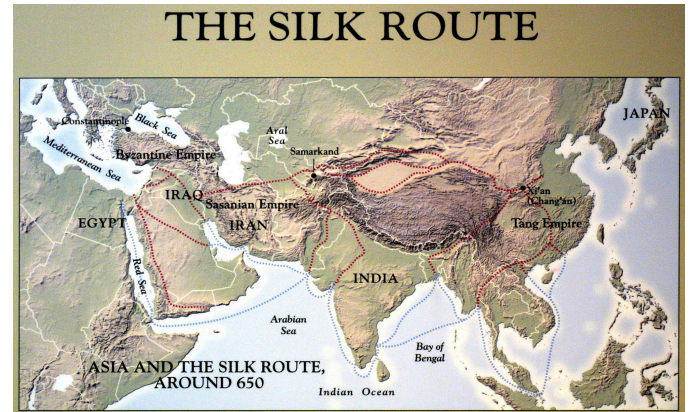 THE SILK ROUTE
JAPAN
Constantinople
Black Sea
Aral
Sea
Mediterranean Sea
Byzantine Empire
Samarkand
IRAQ
Xi'an
(Chang'an)
Sasanian Empire
EGYPT
IRAN
Tang Empire
Red Sea
INDIA
Arabian
Sea
Bay of
Bengal
ASIA AND THE SILK ROUTE,
AROUND 650
Indian Ocean